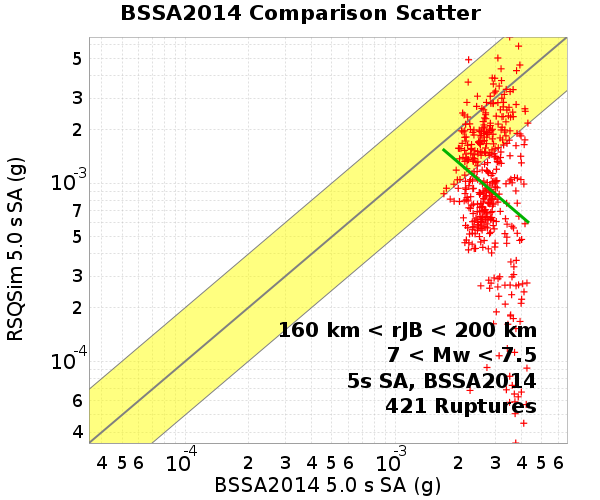 BSSA2014 Comparison Scatter
RSQSim 5.0 s SA (g)
5
3
2
10-3
7
5
3
2
10-4
6
4
160 km < rJB < 200 km
7 < Mw < 7.5
5s SA, BSSA2014
421 Ruptures
4 5 6 10-4 2 3 4 5 6 10-3 2 3 4 5 6
BSSA2014 5.0 s SA (g)